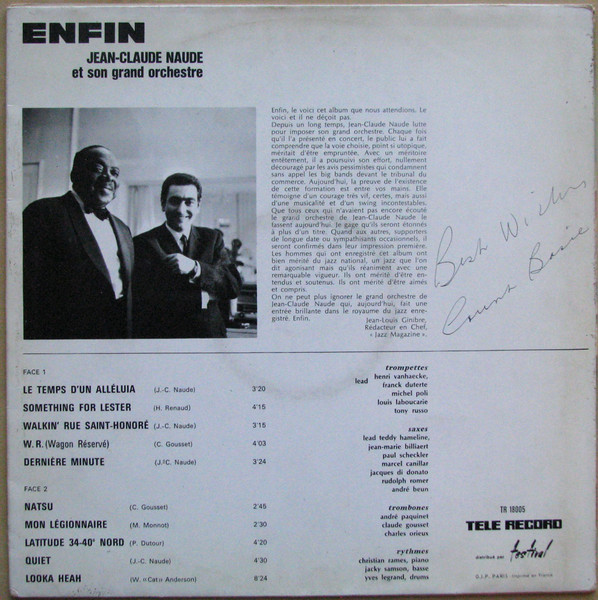 ENFIN
JEAN-CLAUDE NAUDE
et son grand orchestre
Enfin, le voici cet album que nous attendions. Le
voici et il ne déçoit pas.
Depuis un long temps, Jean-Claude Naude lutte
pour imposer son grand orchestre. Chaque fois
qu'il l'a présenté en concert, le public lui a fait
comprendre que la voie choisie, point si utopique,
méritait d'être empruntée. Avec un méritoire
entêtement, il a poursuivi son effort, nullement
découragé par les avis pessimistes qui condamnent
sans appel les big bands devant le tribunal du
commerce. Aujourd'hui, la preuve de l'existence
de cette formation est entre vos mains. Elle
témoigne d'un courage très vif, certes, mais aussi
d'une musicalité et d'un swing incontestables.
Que tous ceux qui n'avaient pas encore écouté
le grand orchestre de Jean-Claude Naude le
fassent aujourd'hui. Je gage qu'ils seront étonnés
à plus d'un titre. Quand aux autres, supporters
de longue date ou sympathisants occasionnels, il
seront confirmés dans leur impression première.
Les hommes qui ont enregistré cet album ont
bien mérité du jazz national, un jazz que l'on
dit agonisant mais qu'ils réaniment avec une
remarquable vigueur. Ils ont mérité d'être en-
tendus et soutenus. Ils ont mérité d'être aimés
et compris.
On ne peut plus ignorer le grand orchestre de
Jean-Claude Naude qui, aujourd'hui, fait une
entrée brillante dans le royaume du jazz enre-
gistré. Enfin.
Jean-Louis Ginibre,
Rédacteur en Chef,
« Jazz Magazine ».
Best Wishes
Count Basie
FACE 1
LE TEMPS D'UN ALLÉLUIA (J.-C. Naude) 3'20
SOMETHING FOR LESTER (H. Renaud) 4'15
WALKIN' RUE SAINT-HONORÉ (J.-C. Naude) 3'15
W. R. (Wagon Réservé) (C. Gousset) 4'03
DERNIÈRE MINUTE (J.-C. Naude) 3'24
FACE 2
NATSU (C. Gousset) 2'45
MON LÉGIONNAIRE (M. Monnot) 2'30
LATITUDE 34-40° NORD (P. Dutour) 4'20
QUIET (J.-C. Naude) 4'30
LOOKA HEAH (W. "Cat" Anderson) 8'24
trompettes
lead henri vanhaecke,
franck duterte
michel poli
louis laboucarie
tony russo
saxes
lead teddy hameline,
jean-marie billiaert
paul scheckler
marcel canillar
jacques di donato
rudolph romer
andré beun
trombones
andré paquinet
claude gousset
charles orieux
rythmes
christian zames, piano
jacky samson, basse
yves legrand, drums
TR 18005
TELE RECORD
distribué par festival
G.I.P. PARIS Imprimé en France